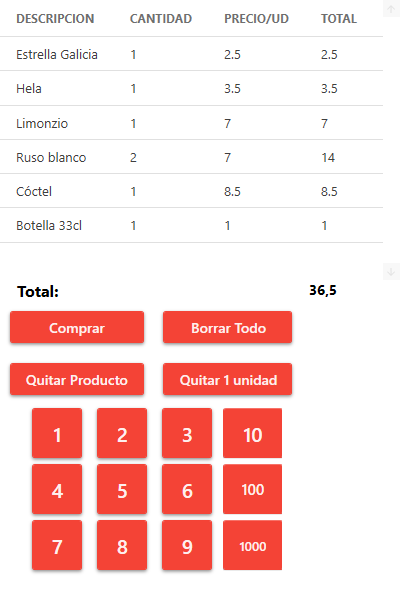 DESCRIPCION CANTIDAD PRECIO/UD TOTAL
Estrella Galicia 1 2.5 2.5
Hela 1 3.5 3.5
Limonzio 1 7 7
Ruso blanco 2 7 14
Cóctel 1 8.5 8.5
Botella 33cl 1 1 1
Total: 36,5
Comprar Borrar Todo
Quitar Producto Quitar 1 unidad
1 2 3 10
4 5 6 100
7 8 9 1000